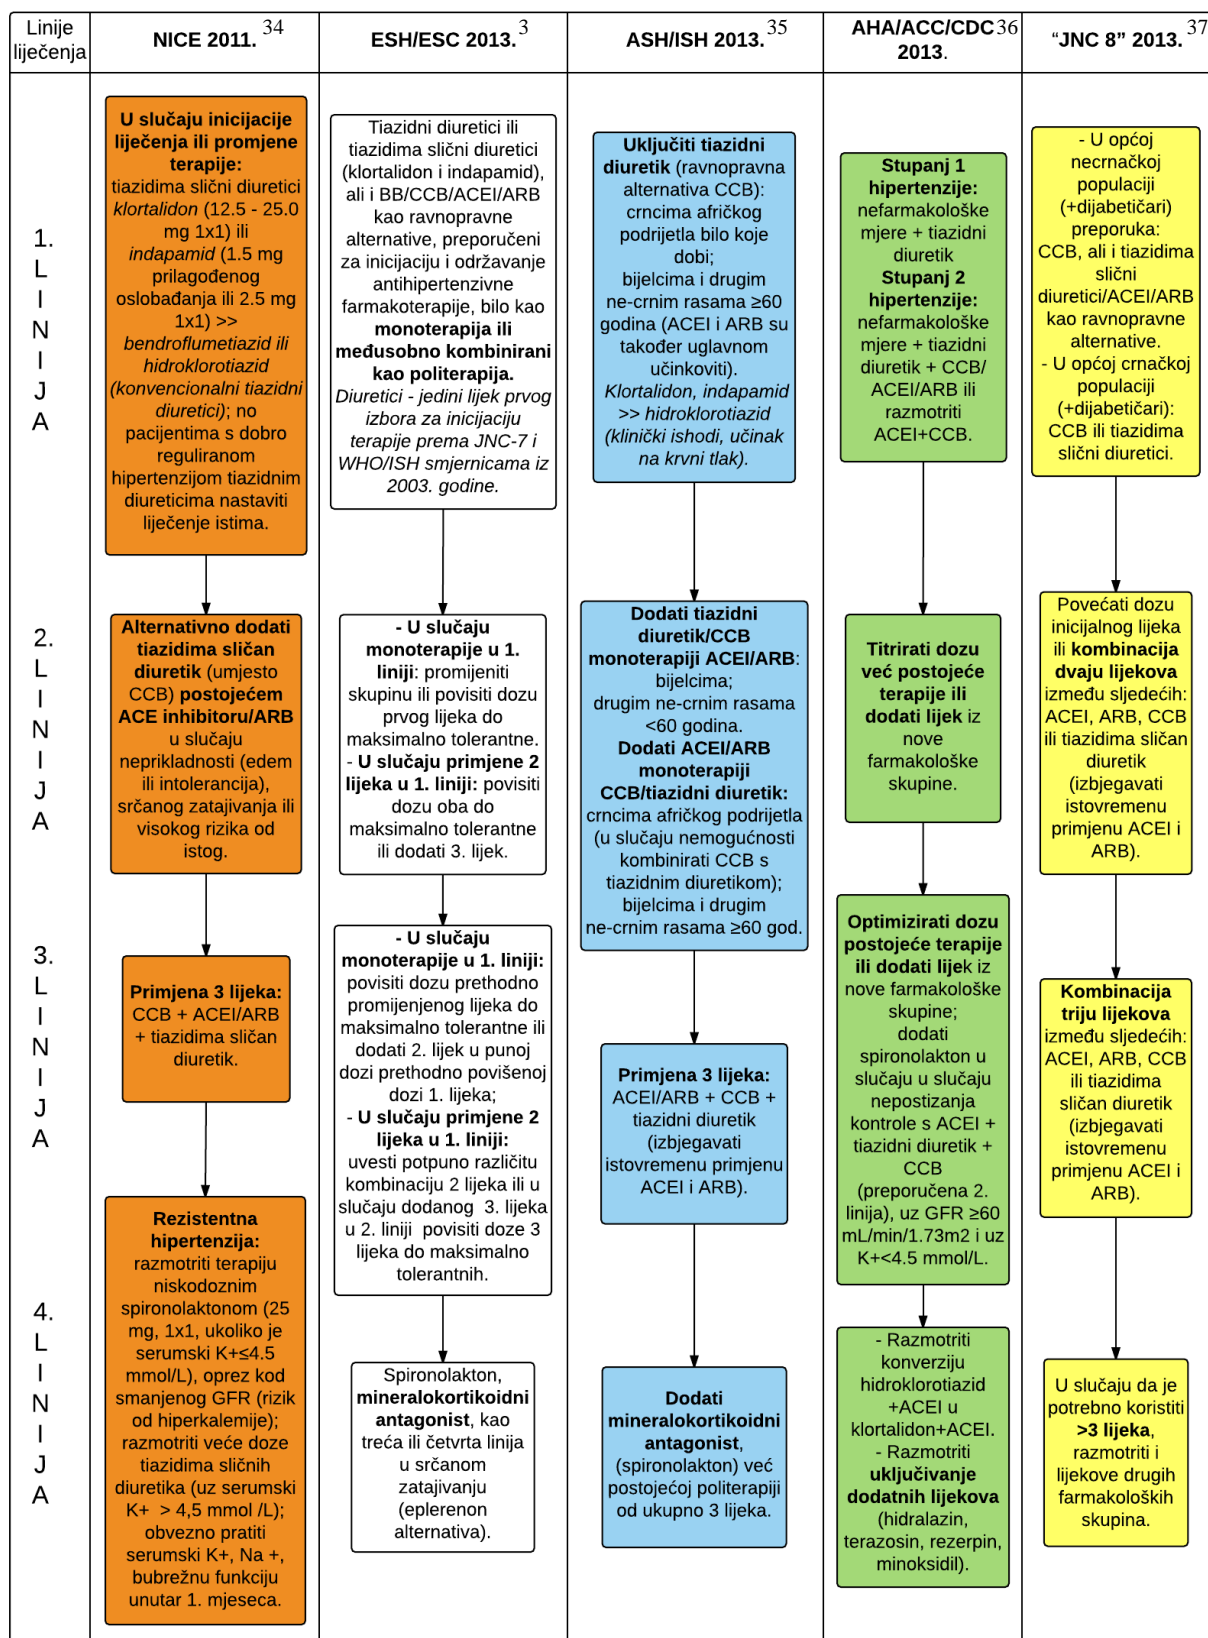 Linije
liječenja
NICE 2011. 34
ESH/ESC 2013. 3
ASH/ISH 2013. 35
AHA/ACC/CDC 36
2013.
“JNC 8” 2013. 37
1.
L
I
N
I
J
A
U slučaju inicijacije
liječenja ili promjene
terapije:
tiazidima slični diuretici
klortalidon (12.5 - 25.0
mg 1x1) ili
indapamid (1.5 mg
prilagođenog
oslobađanja ili 2.5 mg
1x1) >>
bendroflumetiazid ili
hidroklorotiazid
(konvencionalni tiazidni
diuretici); no
pacijentima s dobro
reguliranom
hipertenzijom tiazidnim
diureticima nastaviti
liječenje istima.
Tiazidni diuretici ili
tiazidima slični diuretici
(klortalidon i indapamid),
ali i BB/CCB/ACEI/ARB
kao ravnopravne
alternative, preporučeni
za inicijaciju i održavanje
antihipertenzivne
farmakoterapije, bilo kao
monoterapija ili
međusobno kombinirani
kao politerapija.
Diuretici - jedini lijek prvog
izbora za inicijaciju
terapije prema JNC-7 i
WHO/ISH smjernicama iz
2003. godine.
Uključiti tiazidni
diuretik (ravnopravna
alternativa CCB):
crncima afričkog
podrijetla bilo koje
dobi;
bijelcima i drugim
ne-crnim rasama ≥60
godina (ACEI i ARB su
također uglavnom
učinkoviti).
Klortalidon, indapamid
>> hidroklorotiazid
(klinički ishodi, učinak
na krvni tlak).
Stupanj 1
hipertenzije:
nefarmakološke
mjere + tiazidni
diuretik
Stupanj 2
hipertenzije:
nefarmakološke
mjere + tiazidni
diuretik + CCB/
ACEI/ARB ili
razmotriti
ACEI+CCB.
- U općoj
necrnačkoj
populaciji
(+dijabetičari)
preporuka:
CCB, ali i tiazidima
slični
diuretici/ACEI/ARB
kao ravnopravne
alternative.
- U općoj crnačkoj
populaciji
(+dijabetičari):
CCB ili tiazidima
slični diuretici.
2.
L
I
N
I
J
A
Alternativno dodati
tiazidima sličan
diuretik (umjesto
CCB) postojećem
ACE inhibitoru/ARB
u slučaju
neprikladnosti (edem
ili intolerancija),
srčanog zatajivanja ili
visokog rizika od
istog.
- U slučaju
monoterapije u 1.
liniji: promijeniti
skupinu ili povisiti dozu
prvog lijeka do
maksimalno tolerantne.
- U slučaju primjene 2
lijeka u 1. liniji: povisiti
dozu oba do
maksimalno tolerantne
ili dodati 3. lijek.
Dodati tiazidni
diuretik/CCB
monoterapiji ACEI/ARB:
bijelcima;
drugim ne-crnim rasama
<60 godina.
Dodati ACEI/ARB
monoterapiji
CCB/tiazidni diuretik:
crncima afričkog podrijetla
(u slučaju nemogućnosti
kombinirati CCB s
tiazidnim diuretikom);
bijelcima i drugim
ne-crnim rasama ≥60 god.
Titrirati dozu
već postojeće
terapije ili
dodati lijek iz
nove
farmakološke
skupine.
Povećati dozu
inicijalnog lijeka
ili kombinacija
dvaju lijekova
između sljedećih:
ACEI, ARB, CCB
ili tiazidima sličan
diuretik
(izbjegavati
istovremenu
primjenu ACEI i
ARB).
3.
L
I
N
I
J
A
Primjena 3 lijeka:
CCB + ACEI/ARB
+ tiazidima sličan
diuretik.
- U slučaju
monoterapije u 1. liniji:
povisiti dozu prethodno
promijenjenog lijeka do
maksimalno tolerantne ili
dodati 2. lijek u punoj
dozi prethodno povišenoj
dozi 1. lijeka;
- U slučaju primjene 2
lijeka u 1. liniji:
uvesti potpuno različitu
kombinaciju 2 lijeka ili u
slučaju dodanog 3. lijeka
u 2. liniji povisiti doze 3
lijeka do maksimalno
tolerantnih.
Primjena 3 lijeka:
ACEI/ARB + CCB +
tiazidni diuretik
(izbjegavati
istovremenu primjenu
ACEI i ARB).
Optimizirati dozu
postojeće terapije
ili dodati lijek iz
nove farmakološke
skupine;
dodati
spironolakton u
slučaju u slučaju
nepostizanja
kontrole s ACEI +
tiazidni diuretik +
CCB
(preporučena 2.
linija), uz GFR ≥60
mL/min/1.73m2 i uz
K+<4.5 mmol/L.
Kombinacija
triju lijekova
između sljedećih:
ACEI, ARB, CCB
ili tiazidima
sličan diuretik
(izbjegavati
istovremenu
primjenu ACEI i
ARB).
4.
L
I
N
I
J
A
Rezistentna
hipertenzija:
razmotriti terapiju
niskodoznim
spironolaktonom (25
mg, 1x1, ukoliko je
serumski K+≤4.5
mmol/L), oprez kod
smanjenog GFR (rizik
od hiperkalemije);
razmotriti veće doze
tiazidima sličnih
diuretika (uz serumski
K+ > 4,5 mmol /L);
obvezno pratiti
serumski K+, Na +,
bubrežnu funkciju
unutar 1. mjeseca.
Spironolakton,
mineralokortikoidni
antagonist, kao
treća ili četvrta linija
u srčanom
zatajivanju
(eplerenon
alternativa).
Dodati
mineralokortikoidni
antagonist,
(spironolakton) već
postojećoj politerapiji
od ukupno 3 lijeka.
- Razmotriti
konverziju
hidroklorotiazid
+ACEI u
klortalidon+ACEI.
- Razmotriti
uključivanje
dodatnih lijekova
(hidralazin,
terazosin, rezerpin,
minoksidil).
U slučaju da je
potrebno koristiti
>3 lijeka,
razmotriti i
lijekove drugih
farmakoloških
skupina.